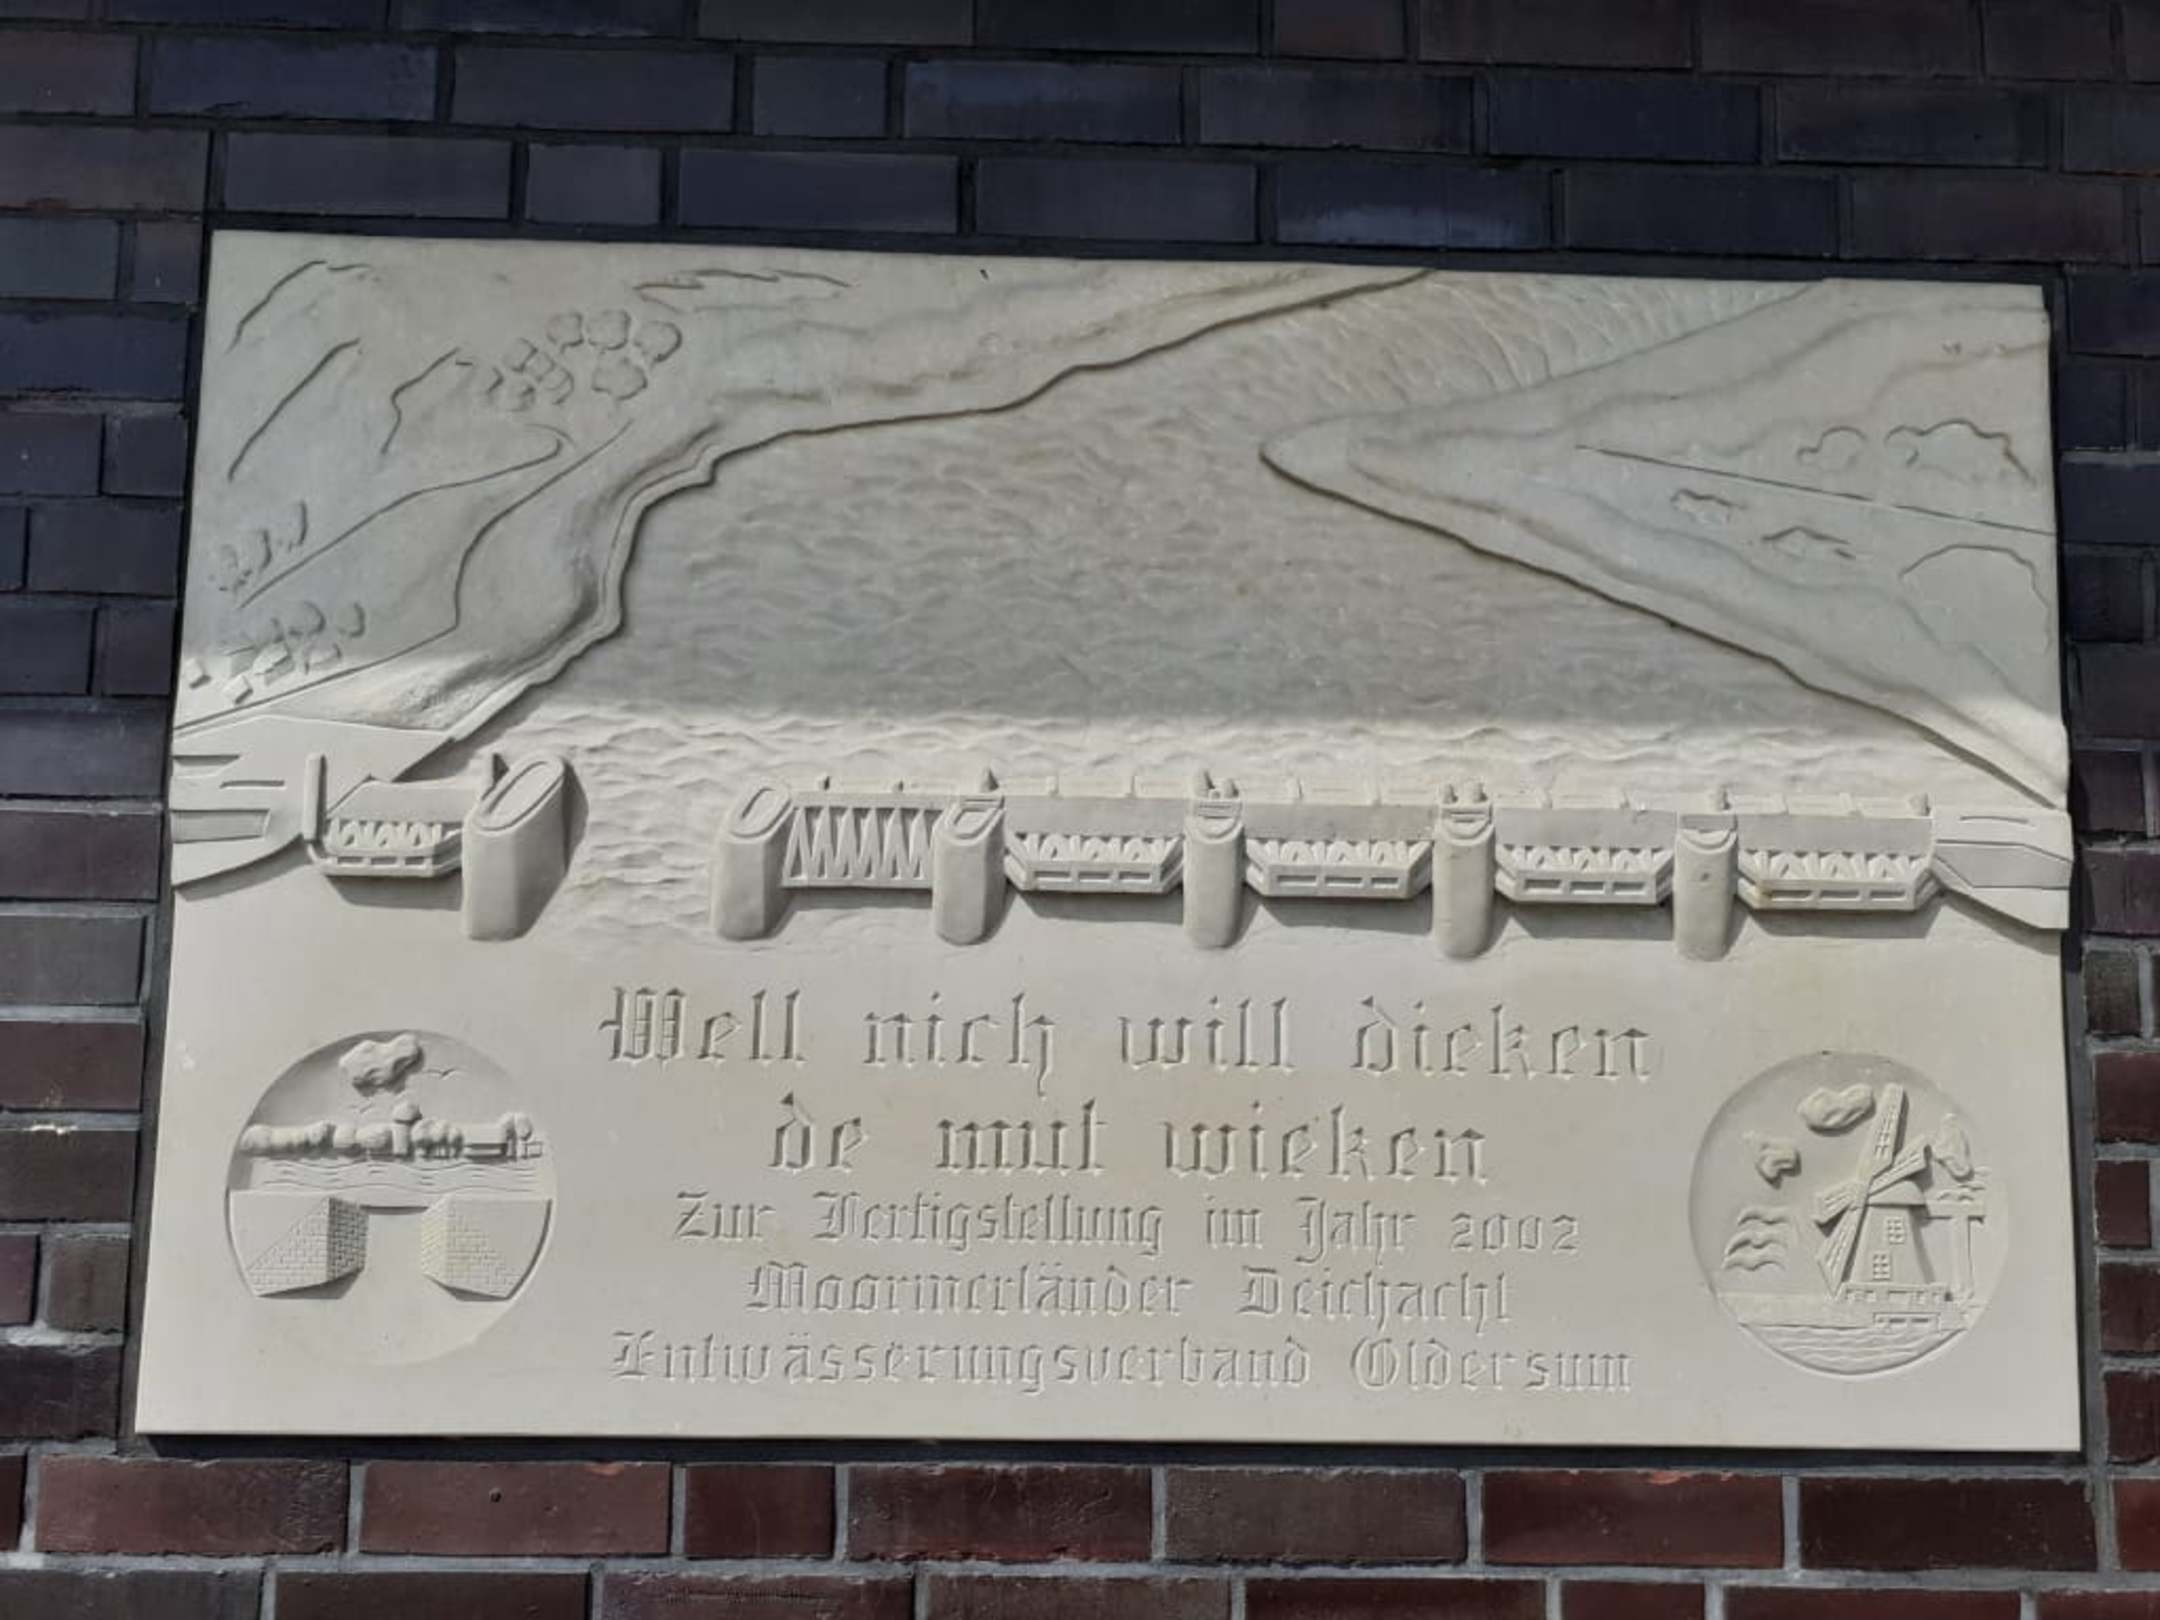 Well nich will dieken
de mut wieken
Zur Fertigstellung im Jahr 2002
Moormerländer Deichacht
Entwässerungsverband Oldersum